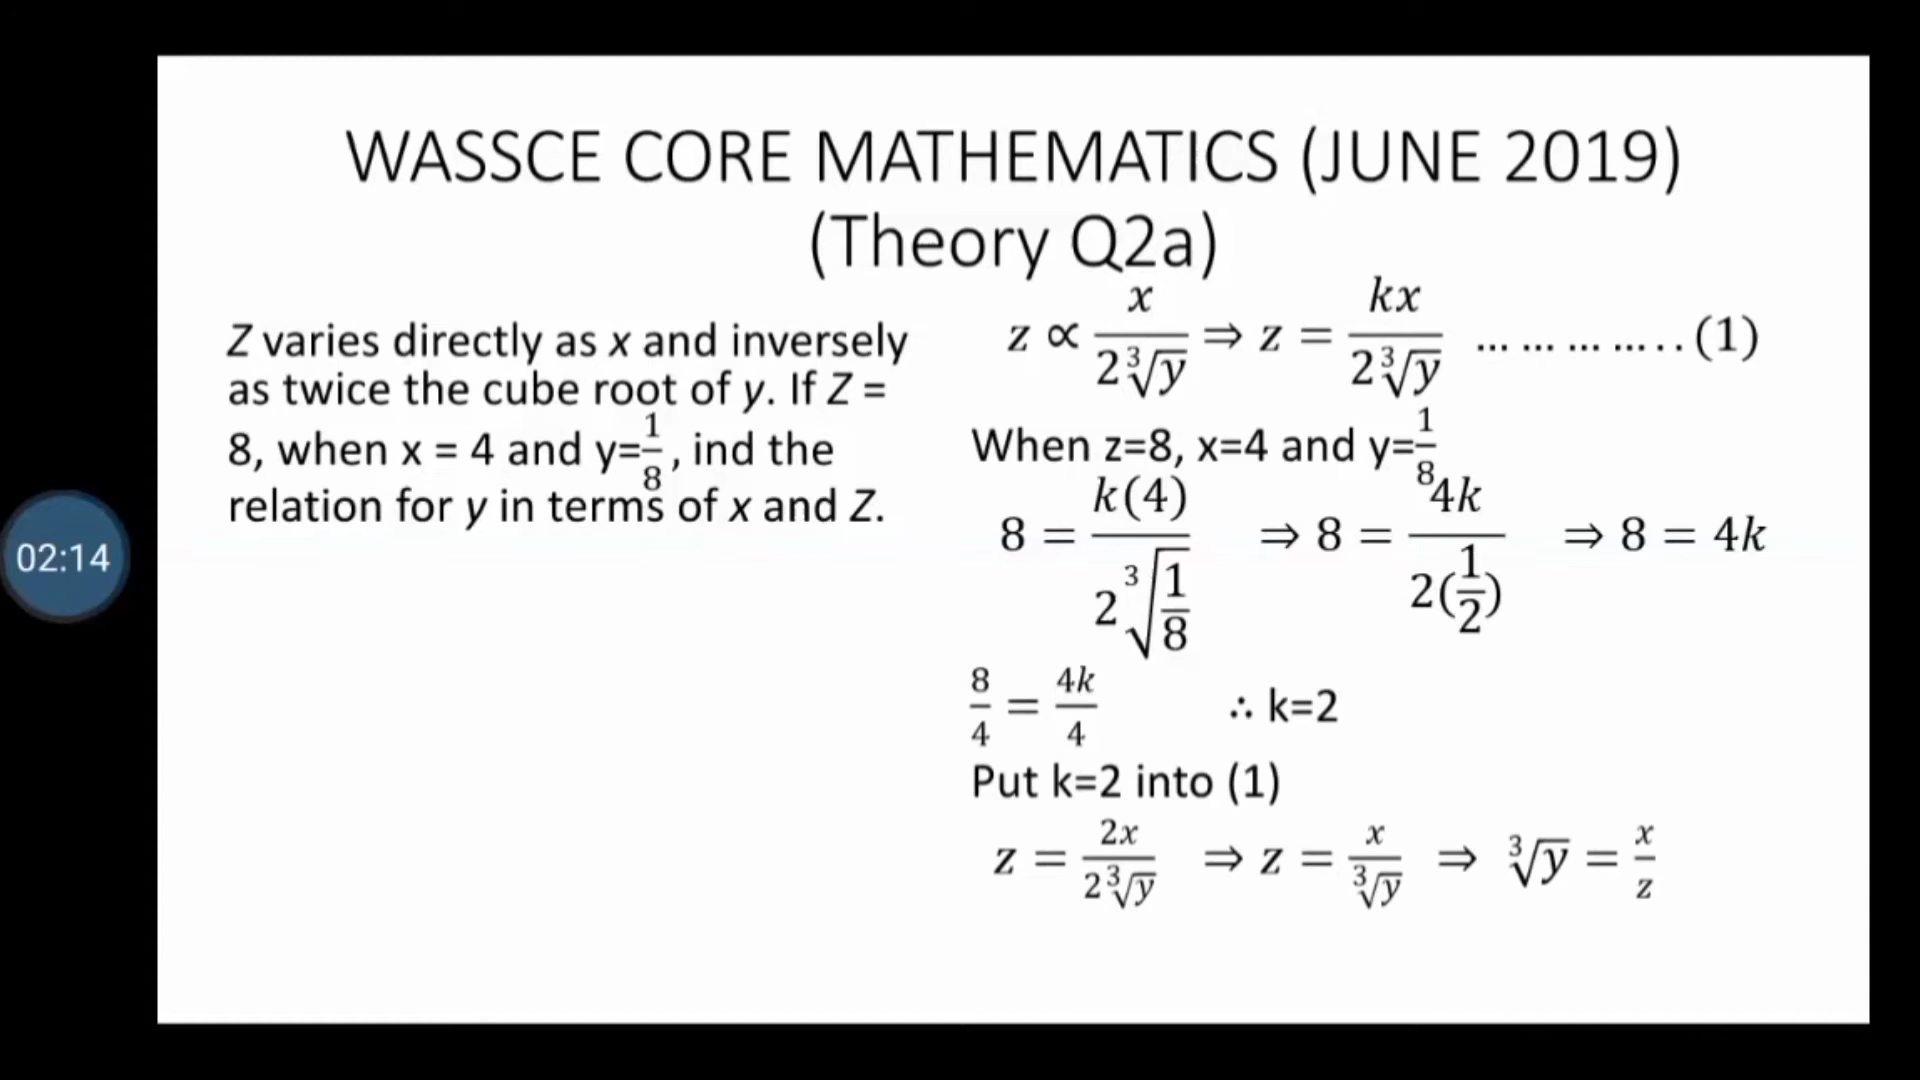 WASSCE CORE MATHEMATICS (JUNE 2019)
(Theory Q2a)
Z varies directly as x and inversely
as twice the cube root of y. If Z =
8, when x = 4 and y=1/8, ind the
relation for y in terms of x and Z.
z ∝ x/(2∛y) ⇒ z = kx/(2∛y) ... ... ... ... . . (1)
When z=8, x=4 and y=1/8
8 = k(4)/(2∛(1/8)) ⇒ 8 = 4k/(2(1/2)) ⇒ 8 = 4k
8/4 = 4k/4 ∴ k=2
Put k=2 into (1)
z = 2x/(2∛y) ⇒ z = x/∛y ⇒ ∛y = x/z
02:14